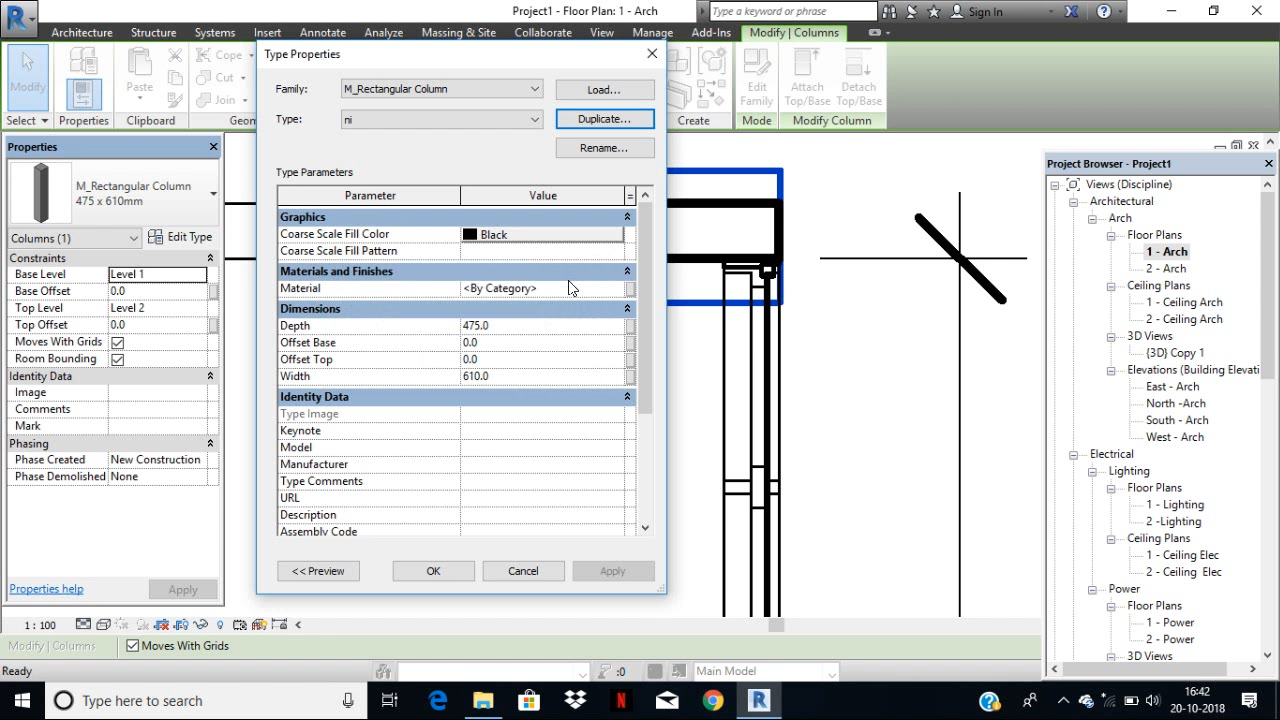 Project1 - Floor Plan: 1 - Arch
Type a keyword or phrase
Sign In
Architecture Structure Systems Insert Annotate Analyze Massing & Site Collaborate View Manage Add-Ins Modify | Columns
Modify
Paste
Cope
Cut
Join
Edit Family
Attach Top/Base
Detach Top/Base
Select Properties Clipboard Geon Create Mode Modify Column
Properties
M_Rectangular Column
475 x 610mm
Columns (1) Edit Type
Constraints
Base Level Level 1
Base Offset 0.0
Top Level Level 2
Top Offset 0.0
Moves With Grids
Room Bounding
Identity Data
Image
Comments
Mark
Phasing
Phase Created New Construction
Phase Demolished None
Properties help Apply
Type Properties
Family: M_Rectangular Column Load...
Type: ni Duplicate...
Rename...
Type Parameters
Parameter Value =
Graphics
Coarse Scale Fill Color Black
Coarse Scale Fill Pattern
Materials and Finishes
Material <By Category>
Dimensions
Depth 475.0
Offset Base 0.0
Offset Top 0.0
Width 610.0
Identity Data
Type Image
Keynote
Model
Manufacturer
Type Comments
URL
Description
Assembly Code
<< Preview OK Cancel Apply
Project Browser - Project1
Views (Discipline)
Architectural
Arch
Floor Plans
1 - Arch
2 - Arch
Ceiling Plans
1 - Ceiling Arch
2 - Ceiling Arch
3D Views
{3D} Copy 1
Elevations (Building Elevati
East - Arch
North -Arch
South - Arch
West - Arch
Electrical
Lighting
Floor Plans
1 - Lighting
2 -Lighting
Ceiling Plans
1 - Ceiling Elec
2 - Ceiling Elec
Power
Floor Plans
1 - Power
2 - Power
3D Views
1 : 100
Modify | Columns Moves With Grids
Ready :0 Main Model
Type here to search
16:42
20-10-2018